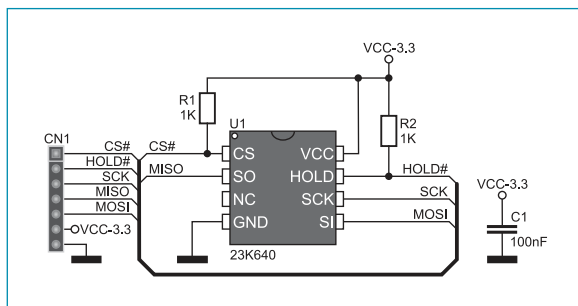 VCC-3.3
R1
1K
U1
R2
1K
CN1
CS#
HOLD#
SCK
MISO
MOSI
VCC-3.3
CS#
MISO
CS
SO
NC
GND
VCC
HOLD
SCK
SI
23K640
HOLD#
SCK
MOSI
VCC-3.3
C1
100nF